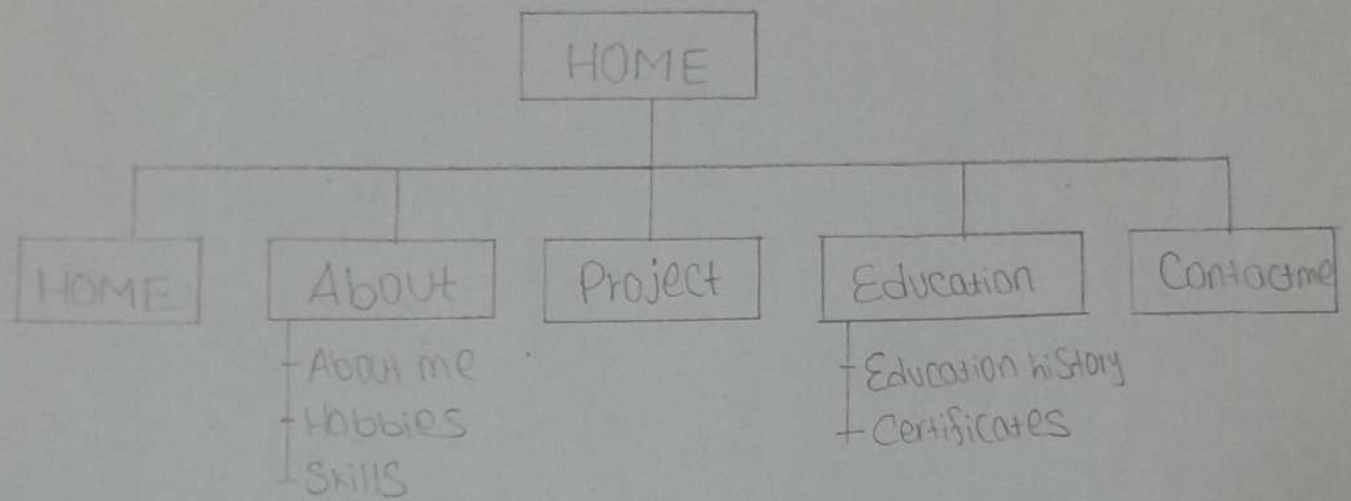 HOME
HOME
About
Project
Education
Contactme
About me
Hobbies
Skills
Education history
Certificates